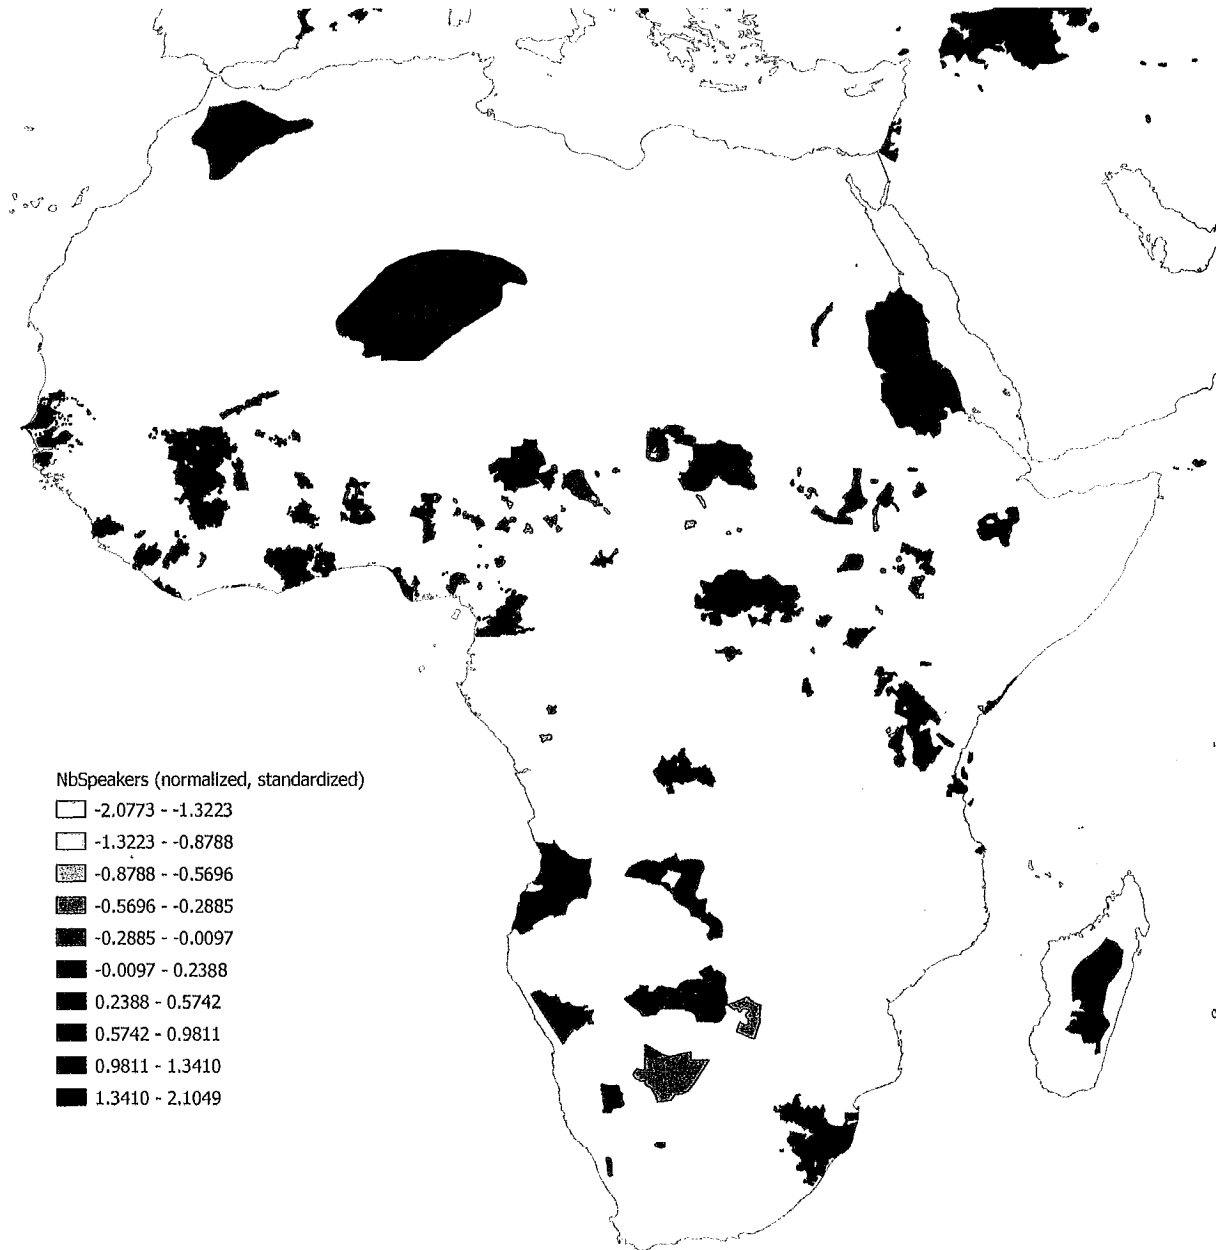 NbSpeakers (normalized, standardized)
-2.0773 - -1.3223
-1.3223 - -0.8788
-0.8788 - -0.5696
-0.5696 - -0.2885
-0.2885 - -0.0097
-0.0097 - 0.2388
0.2388 - 0.5742
0.5742 - 0.9811
0.9811 - 1.3410
1.3410 - 2.1049